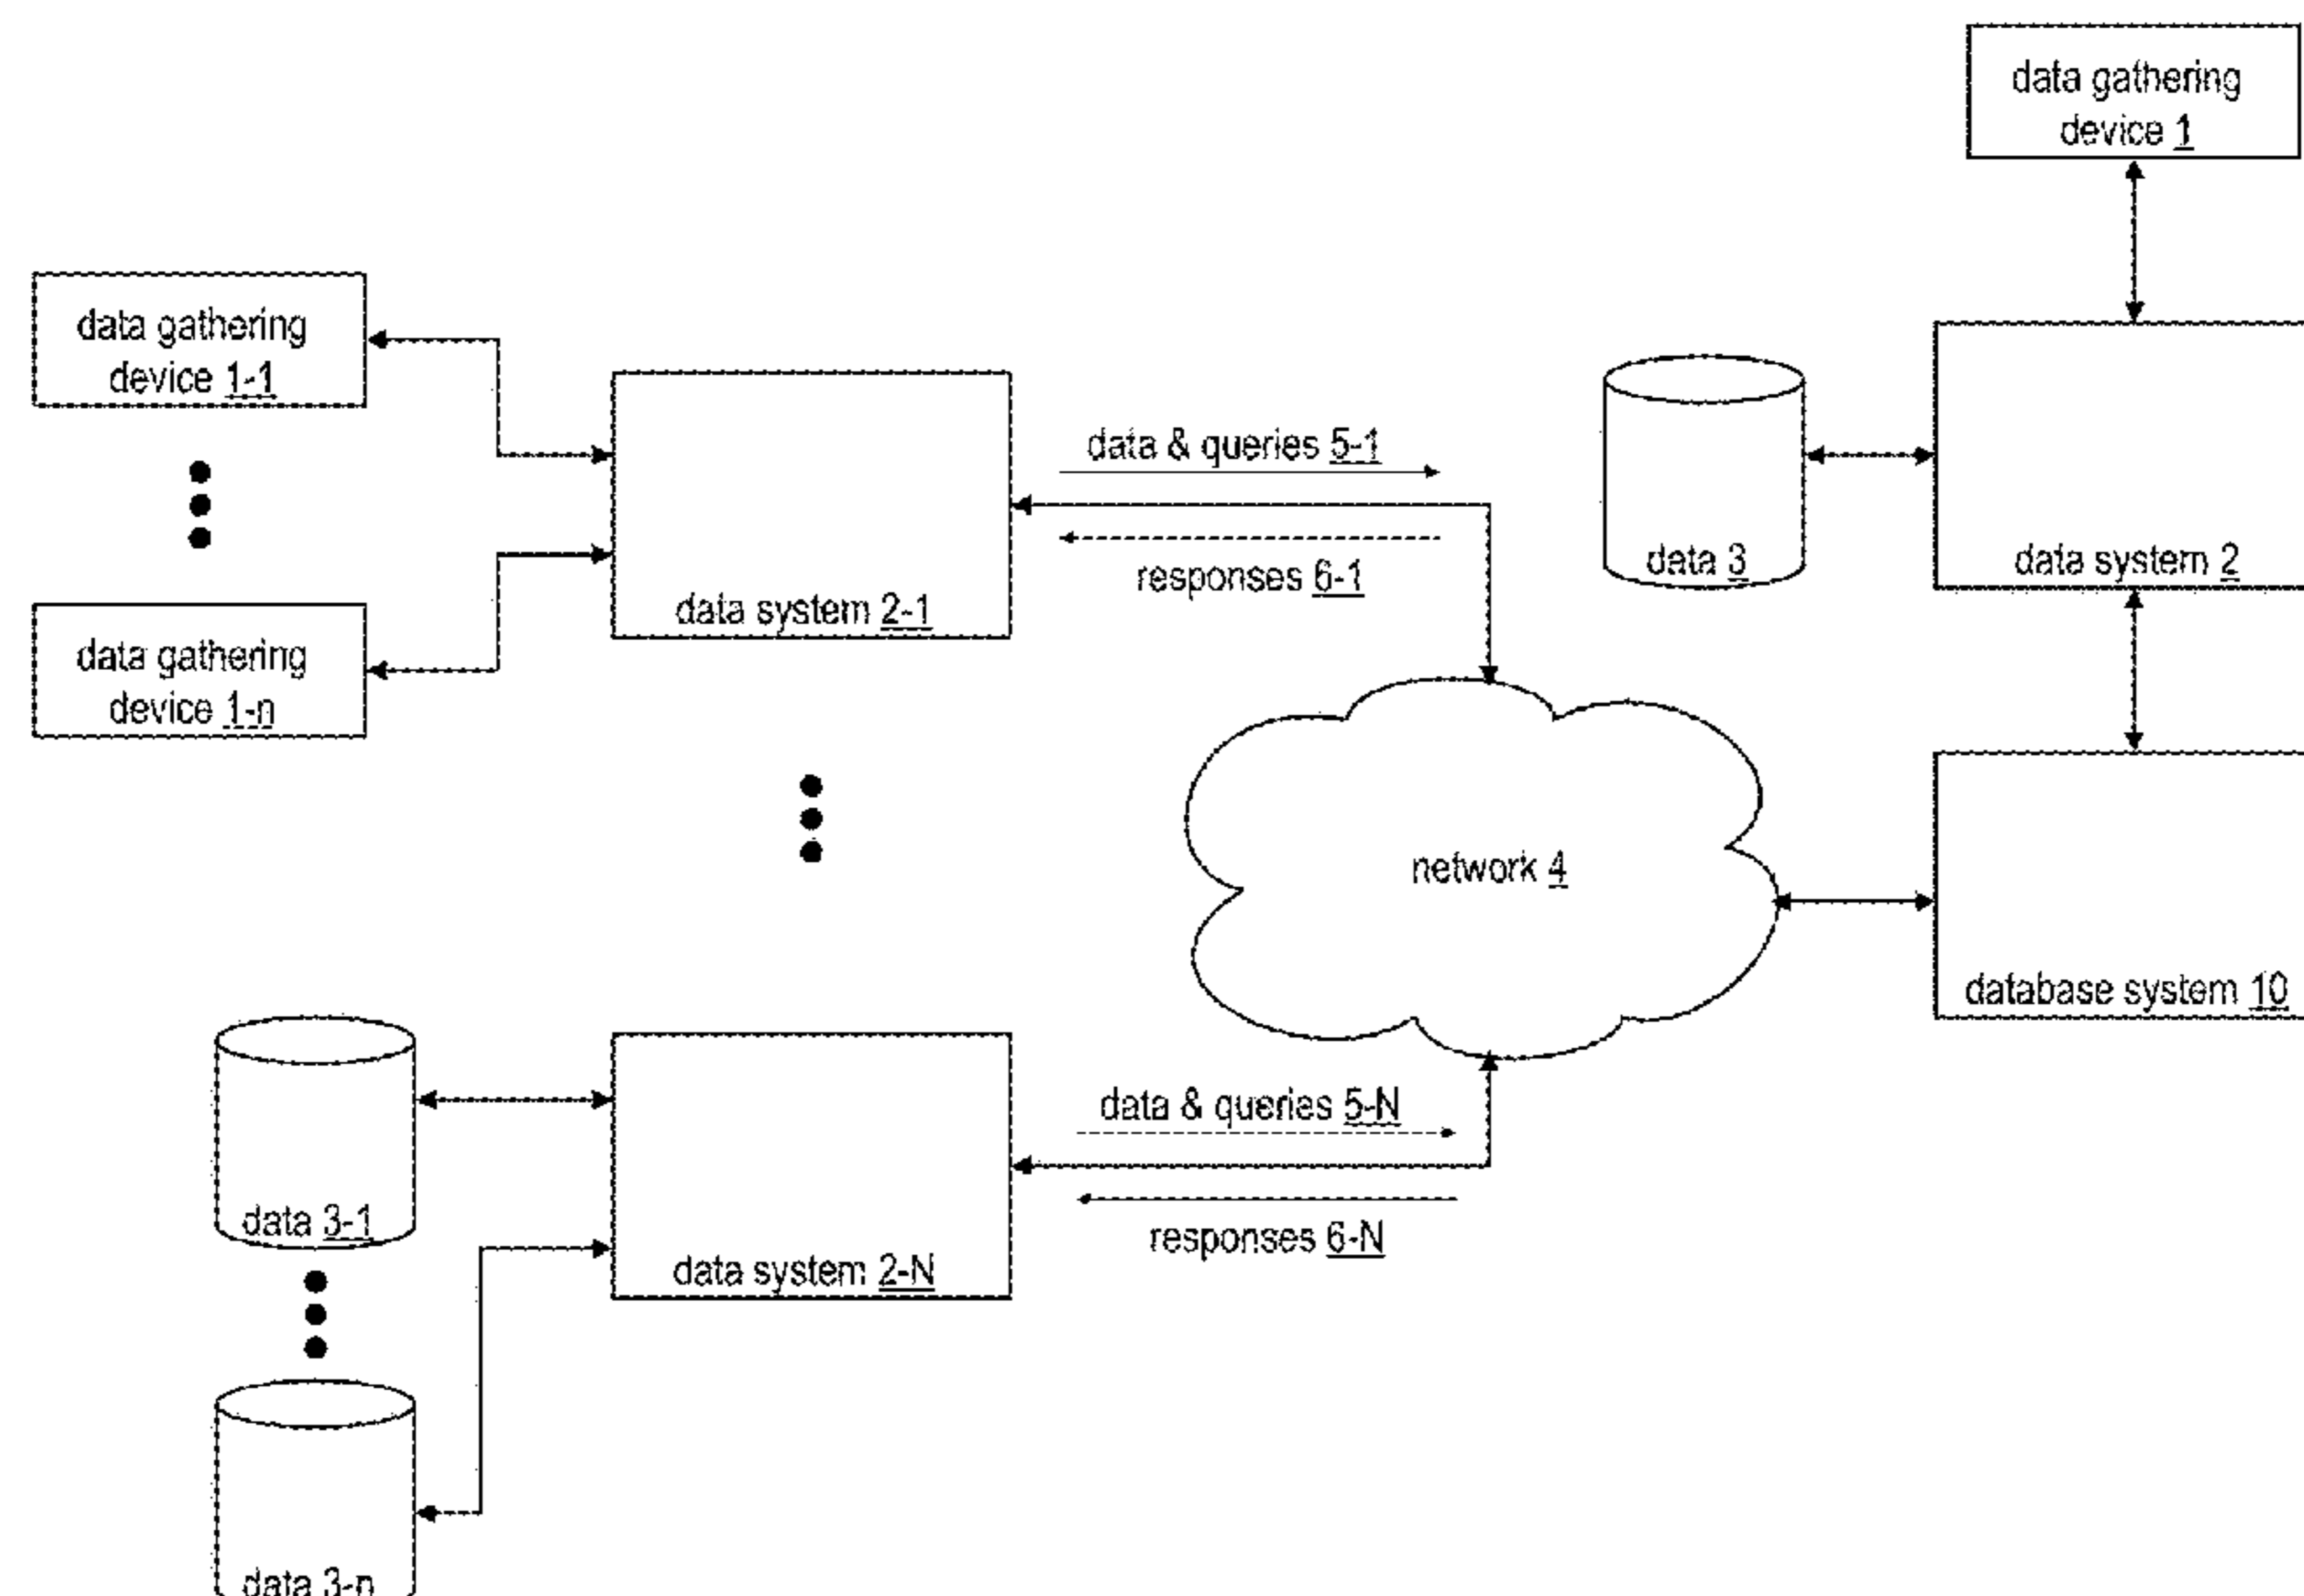 data gathering
device 1
data gathering
device 1-1
data & queries 5-1
data 3
data system 2
responses 6-1
data system 2-1
data gathering
device 1-n
network 4
database system 10
data & queries 5-N
data 3-1
responses 6-N
data system 2-N
data 3-n